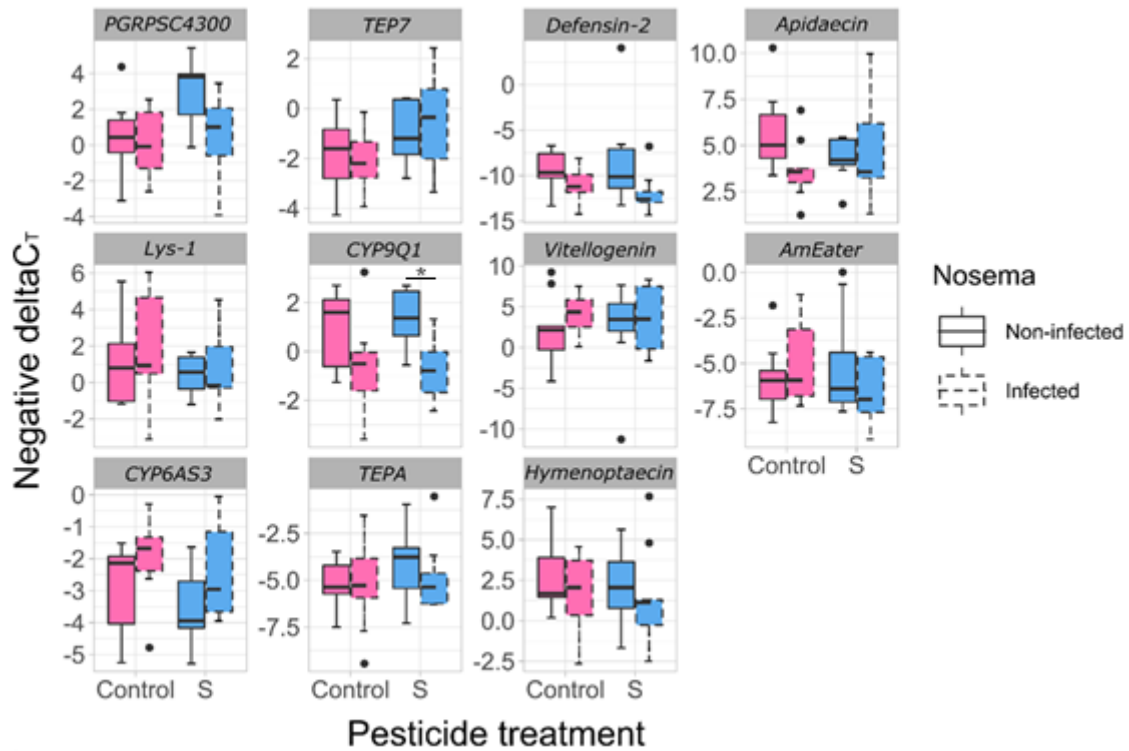 PGRPSC4300 TEP7 Defensin-2 Apidaecin
4 2 0 10.0
2 0 -5 7.5
0 -2 -10 5.0
-2 -4 -15 2.5
-4
Lys-1 CYP9Q1 Vitellogenin AmEater
6 * 10 0.0
4 2 5 -2.5
2 0 0 -5.0
0 -2 -5 -7.5
-2 -10
Control S
CYP6AS3 TEPA Hymenoptaecin
0 -2.5 7.5
-1 -5.0 5.0
-2 -7.5 2.5
-3 0.0
-4 -2.5
-5
Control S Control S Control S
Negative deltaCT
Pesticide treatment
Nosema
Non-infected
Infected